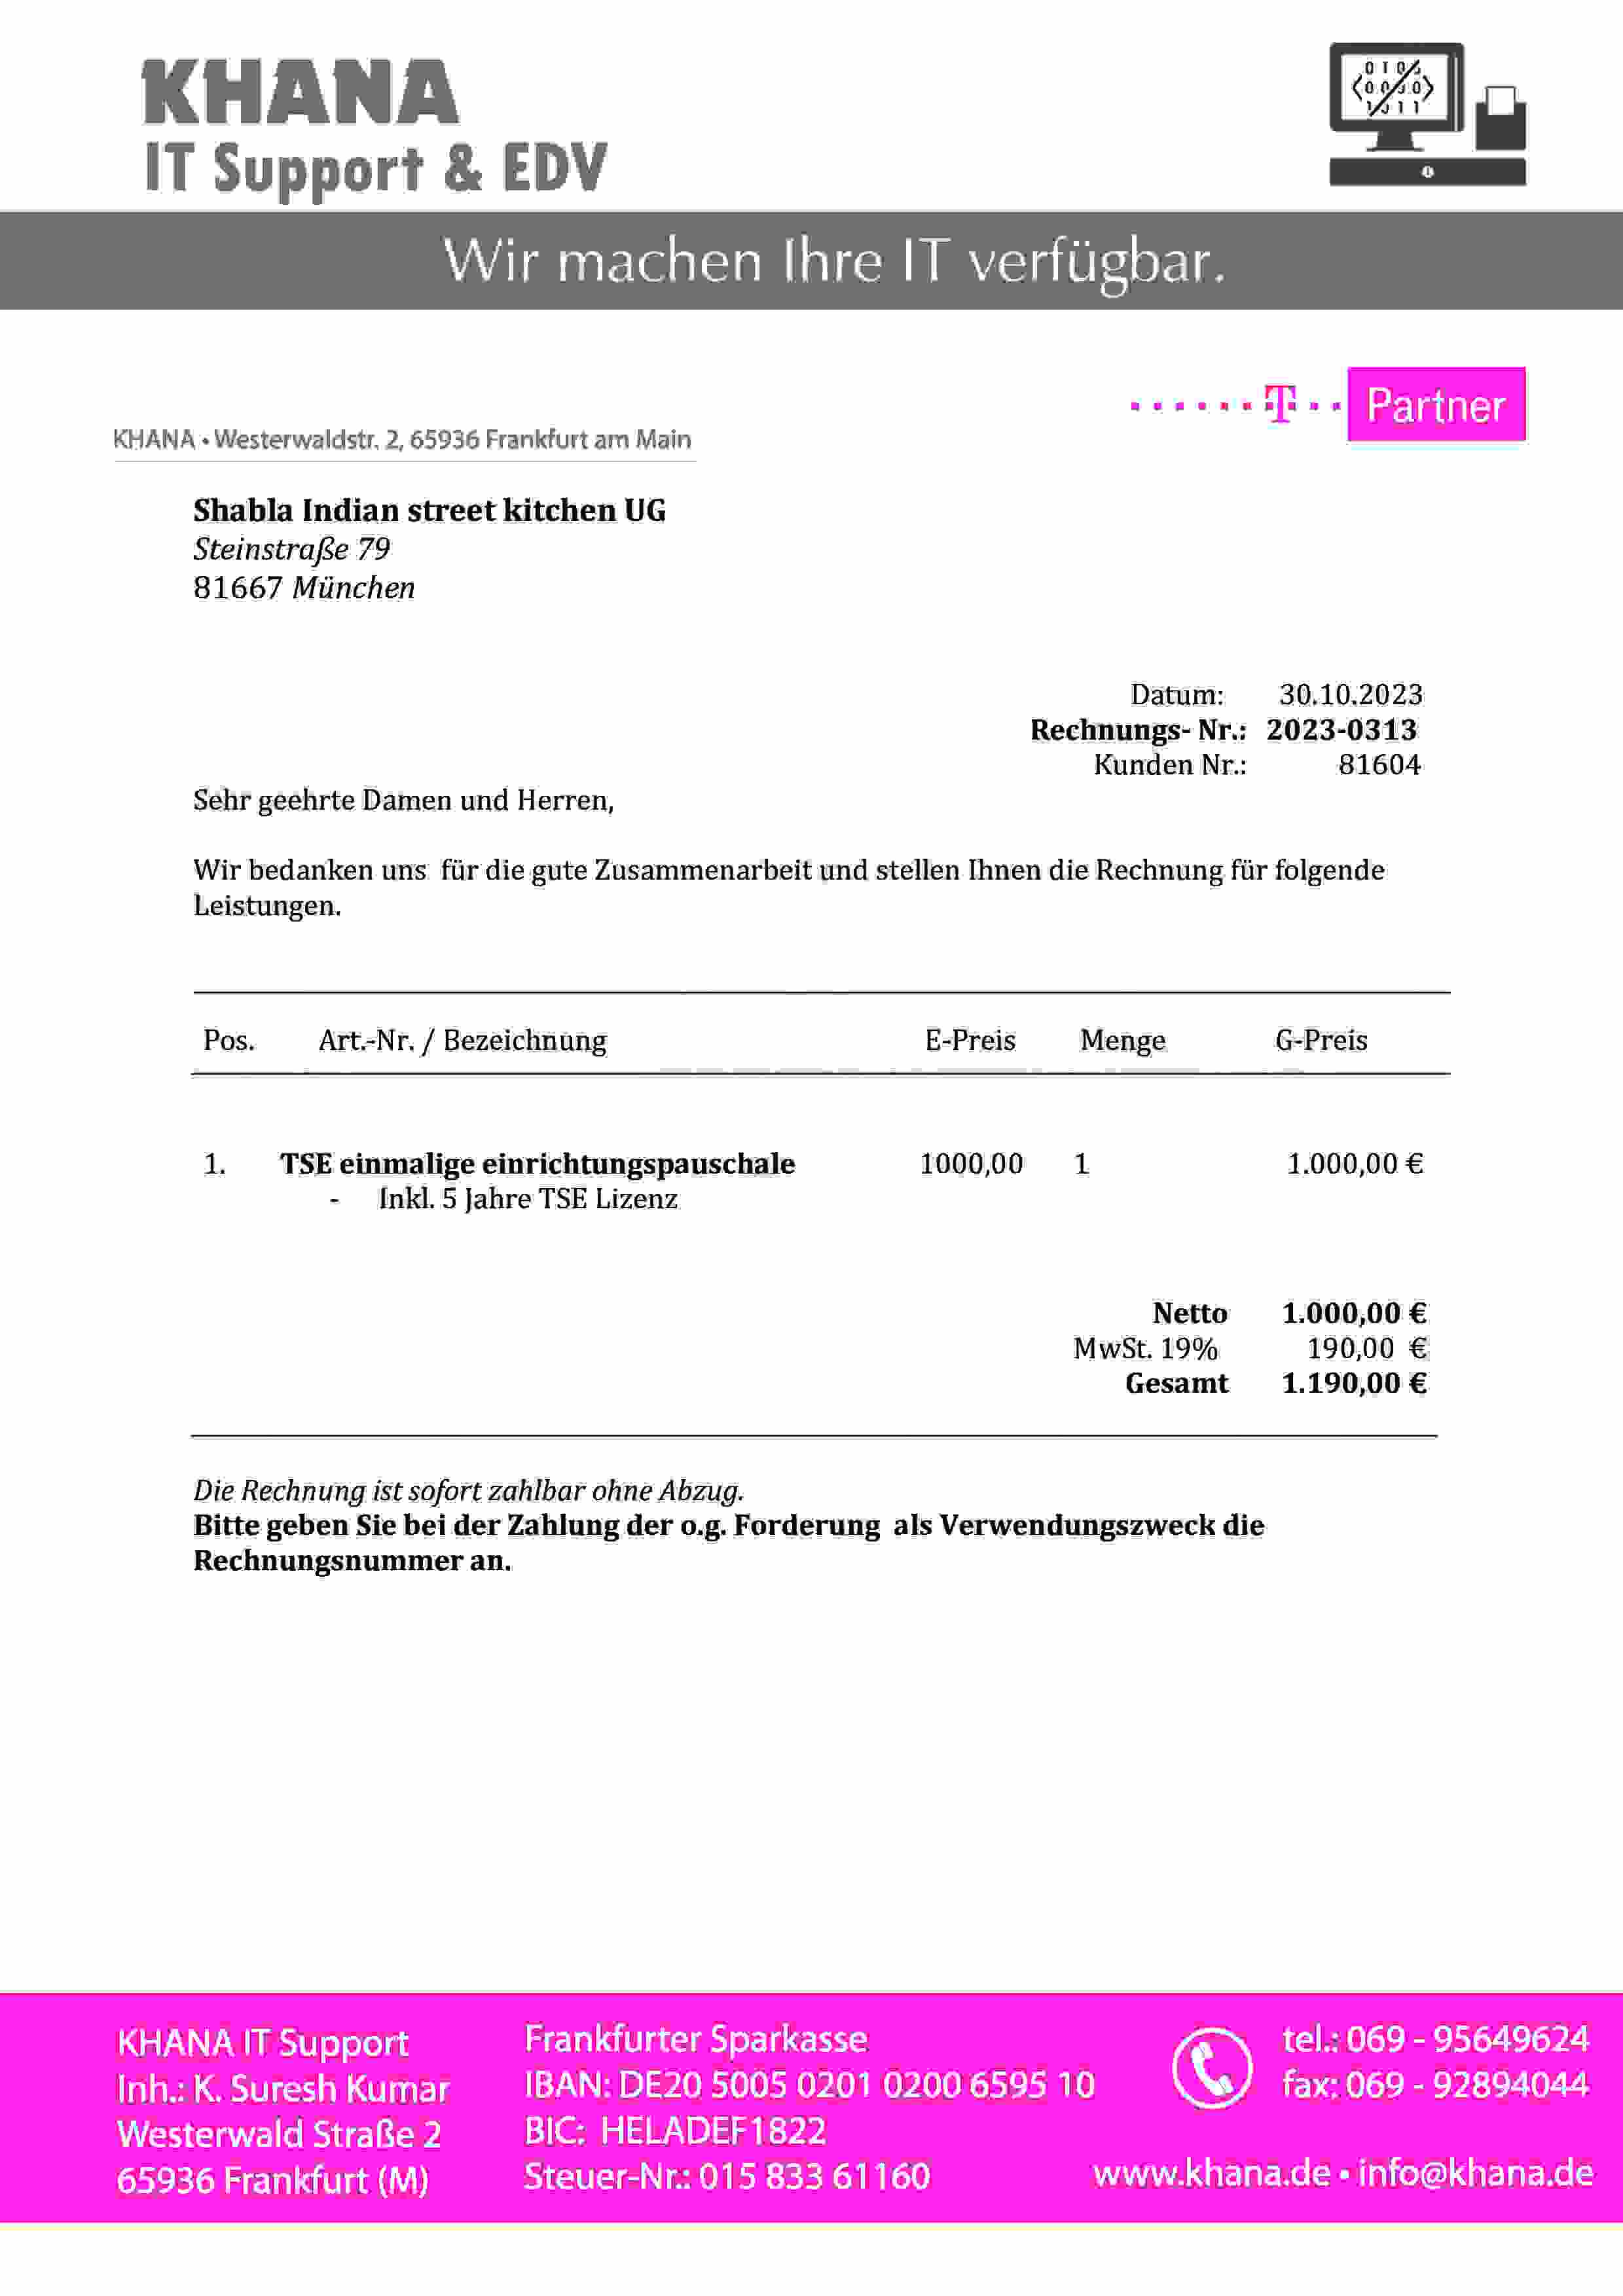 KHANA
IT Support & EDV
Wir machen Ihre IT verfügbar.
T Partner
KHANA • Westerwaldstr. 2, 65936 Frankfurt am Main
Shabla Indian street kitchen UG
Steinstraße 79
81667 München
Datum: 30.10.2023
Rechnungs- Nr.: 2023-0313
Kunden Nr.: 81604
Sehr geehrte Damen und Herren,
Wir bedanken uns für die gute Zusammenarbeit und stellen Ihnen die Rechnung für folgende
Leistungen.
Pos. Art.-Nr. / Bezeichnung E-Preis Menge G-Preis
1. TSE einmalige einrichtungspauschale 1000,00 1 1.000,00 €
- Inkl. 5 Jahre TSE Lizenz
Netto 1.000,00 €
MwSt. 19% 190,00 €
Gesamt 1.190,00 €
Die Rechnung ist sofort zahlbar ohne Abzug.
Bitte geben Sie bei der Zahlung der o.g. Forderung als Verwendungszweck die
Rechnungsnummer an.
KHANA IT Support
Inh.: K. Suresh Kumar
Westerwald Straße 2
65936 Frankfurt (M)
Frankfurter Sparkasse
IBAN: DE20 5005 0201 0200 6595 10
BIC: HELADEF1822
Steuer-Nr.: 015 833 61160
tel.: 069 - 95649624
fax: 069 - 92894044
www.khana.de • info@khana.de